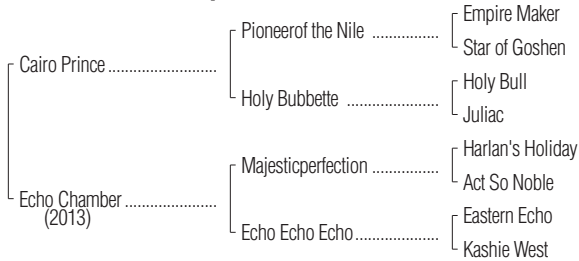 Empire Maker
Pioneerof the Nile ................
Star of Goshen
Cairo Prince ..........................
Holy Bull
Holy Bubbette ......................
Juliac
Harlan's Holiday
Majesticperfection ................
Act So Noble
Echo Chamber ......................
(2013)
Eastern Echo
Echo Echo Echo ....................
Kashie West